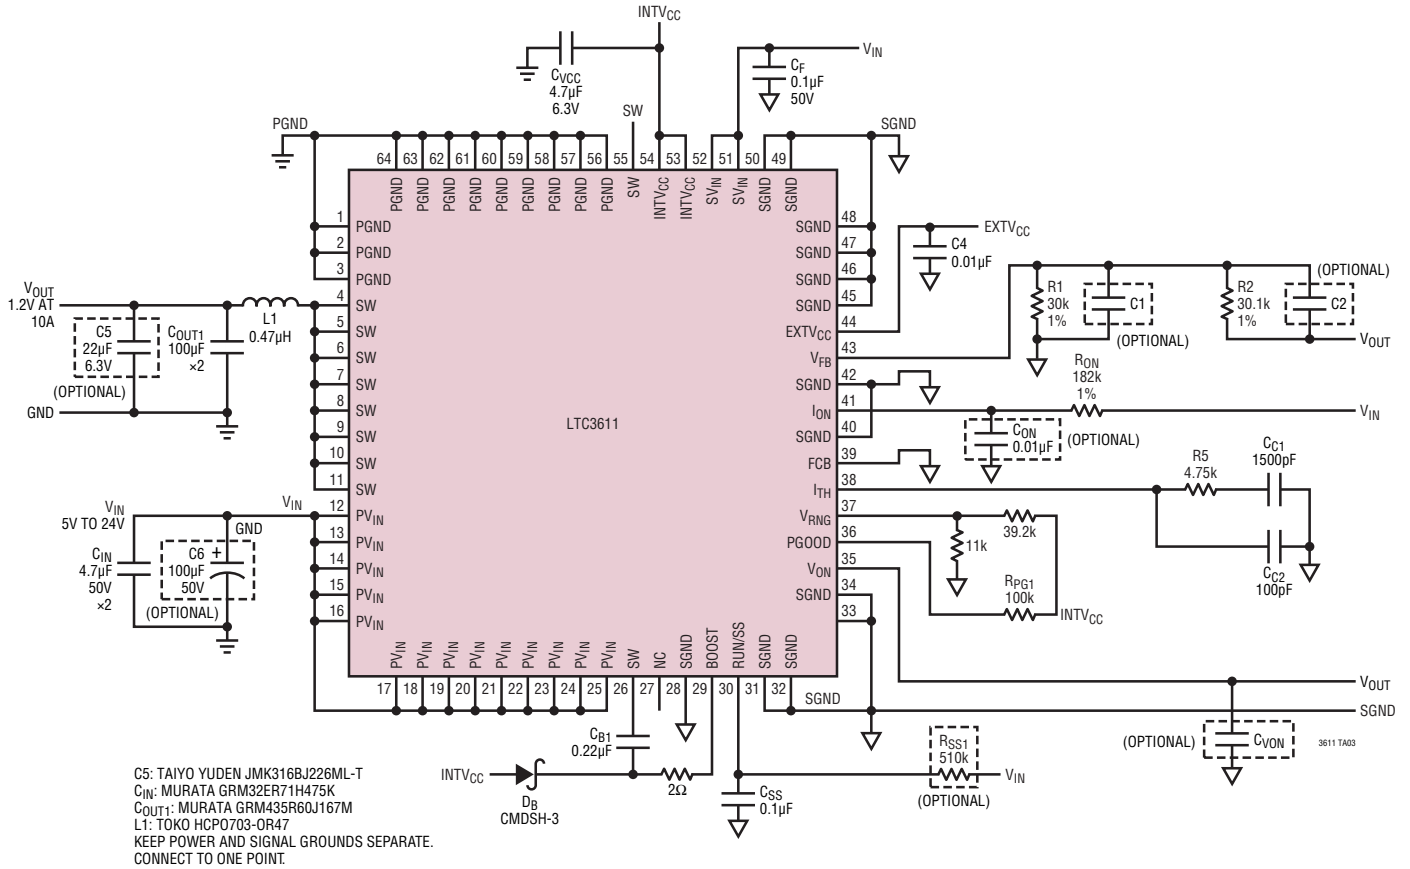 INTVCC
CVCC
4.7µF
6.3V
VIN
CF
0.1µF
50V
SW
PGND
SGND
64 63 62 61 60 59 58 57 56 55 54 53 52 51 50 49
PGND PGND PGND PGND PGND PGND PGND PGND PGND SW INTVCC INTVCC SVIN SVIN SGND SGND
1 PGND
2 PGND
3 PGND
4 SW
5 SW
6 SW
7 SW
8 SW
9 SW
10 SW
11 SW
12 PVIN
13 PVIN
14 PVIN
15 PVIN
16 PVIN
LTC3611
SGND 48
SGND 47
SGND 46
SGND 45
EXTVCC 44
VFB 43
SGND 42
ION 41
SGND 40
FCB 39
ITH 38
VRNG 37
PGOOD 36
VON 35
SGND 34
33
PVIN PVIN PVIN PVIN PVIN PVIN PVIN PVIN PVIN SW NC SGND BOOST RUN/SS SGND SGND
17 18 19 20 21 22 23 24 25 26 27 28 29 30 31 32
VOUT
1.2V AT
10A
C5
22µF
6.3V
(OPTIONAL)
COUT1
100µF
×2
L1
0.47µH
GND
VIN
5V TO 24V
VIN
GND
CIN
4.7µF
50V
×2
C6
+
100µF
50V
(OPTIONAL)
EXTVCC
C4
0.01µF
R1
30k
1%
C1
(OPTIONAL)
R2
30.1k
1%
(OPTIONAL)
C2
VOUT
RON
182k
1%
VIN
CON
0.01µF
(OPTIONAL)
R5
4.75k
CC1
1500pF
CC2
100pF
39.2k
11k
RPG1
100k
INTVCC
VOUT
SGND
SGND
(OPTIONAL)
CVON
3611 TA03
CB1
0.22µF
INTVCC
DB
CMDSH-3
2Ω
CSS
0.1µF
RSS1
510k
(OPTIONAL)
VIN
C5: TAIYO YUDEN JMK316BJ226ML-T
CIN: MURATA GRM32ER71H475K
COUT1: MURATA GRM435R60J167M
L1: TOKO HCPO703-OR47
KEEP POWER AND SIGNAL GROUNDS SEPARATE.
CONNECT TO ONE POINT.